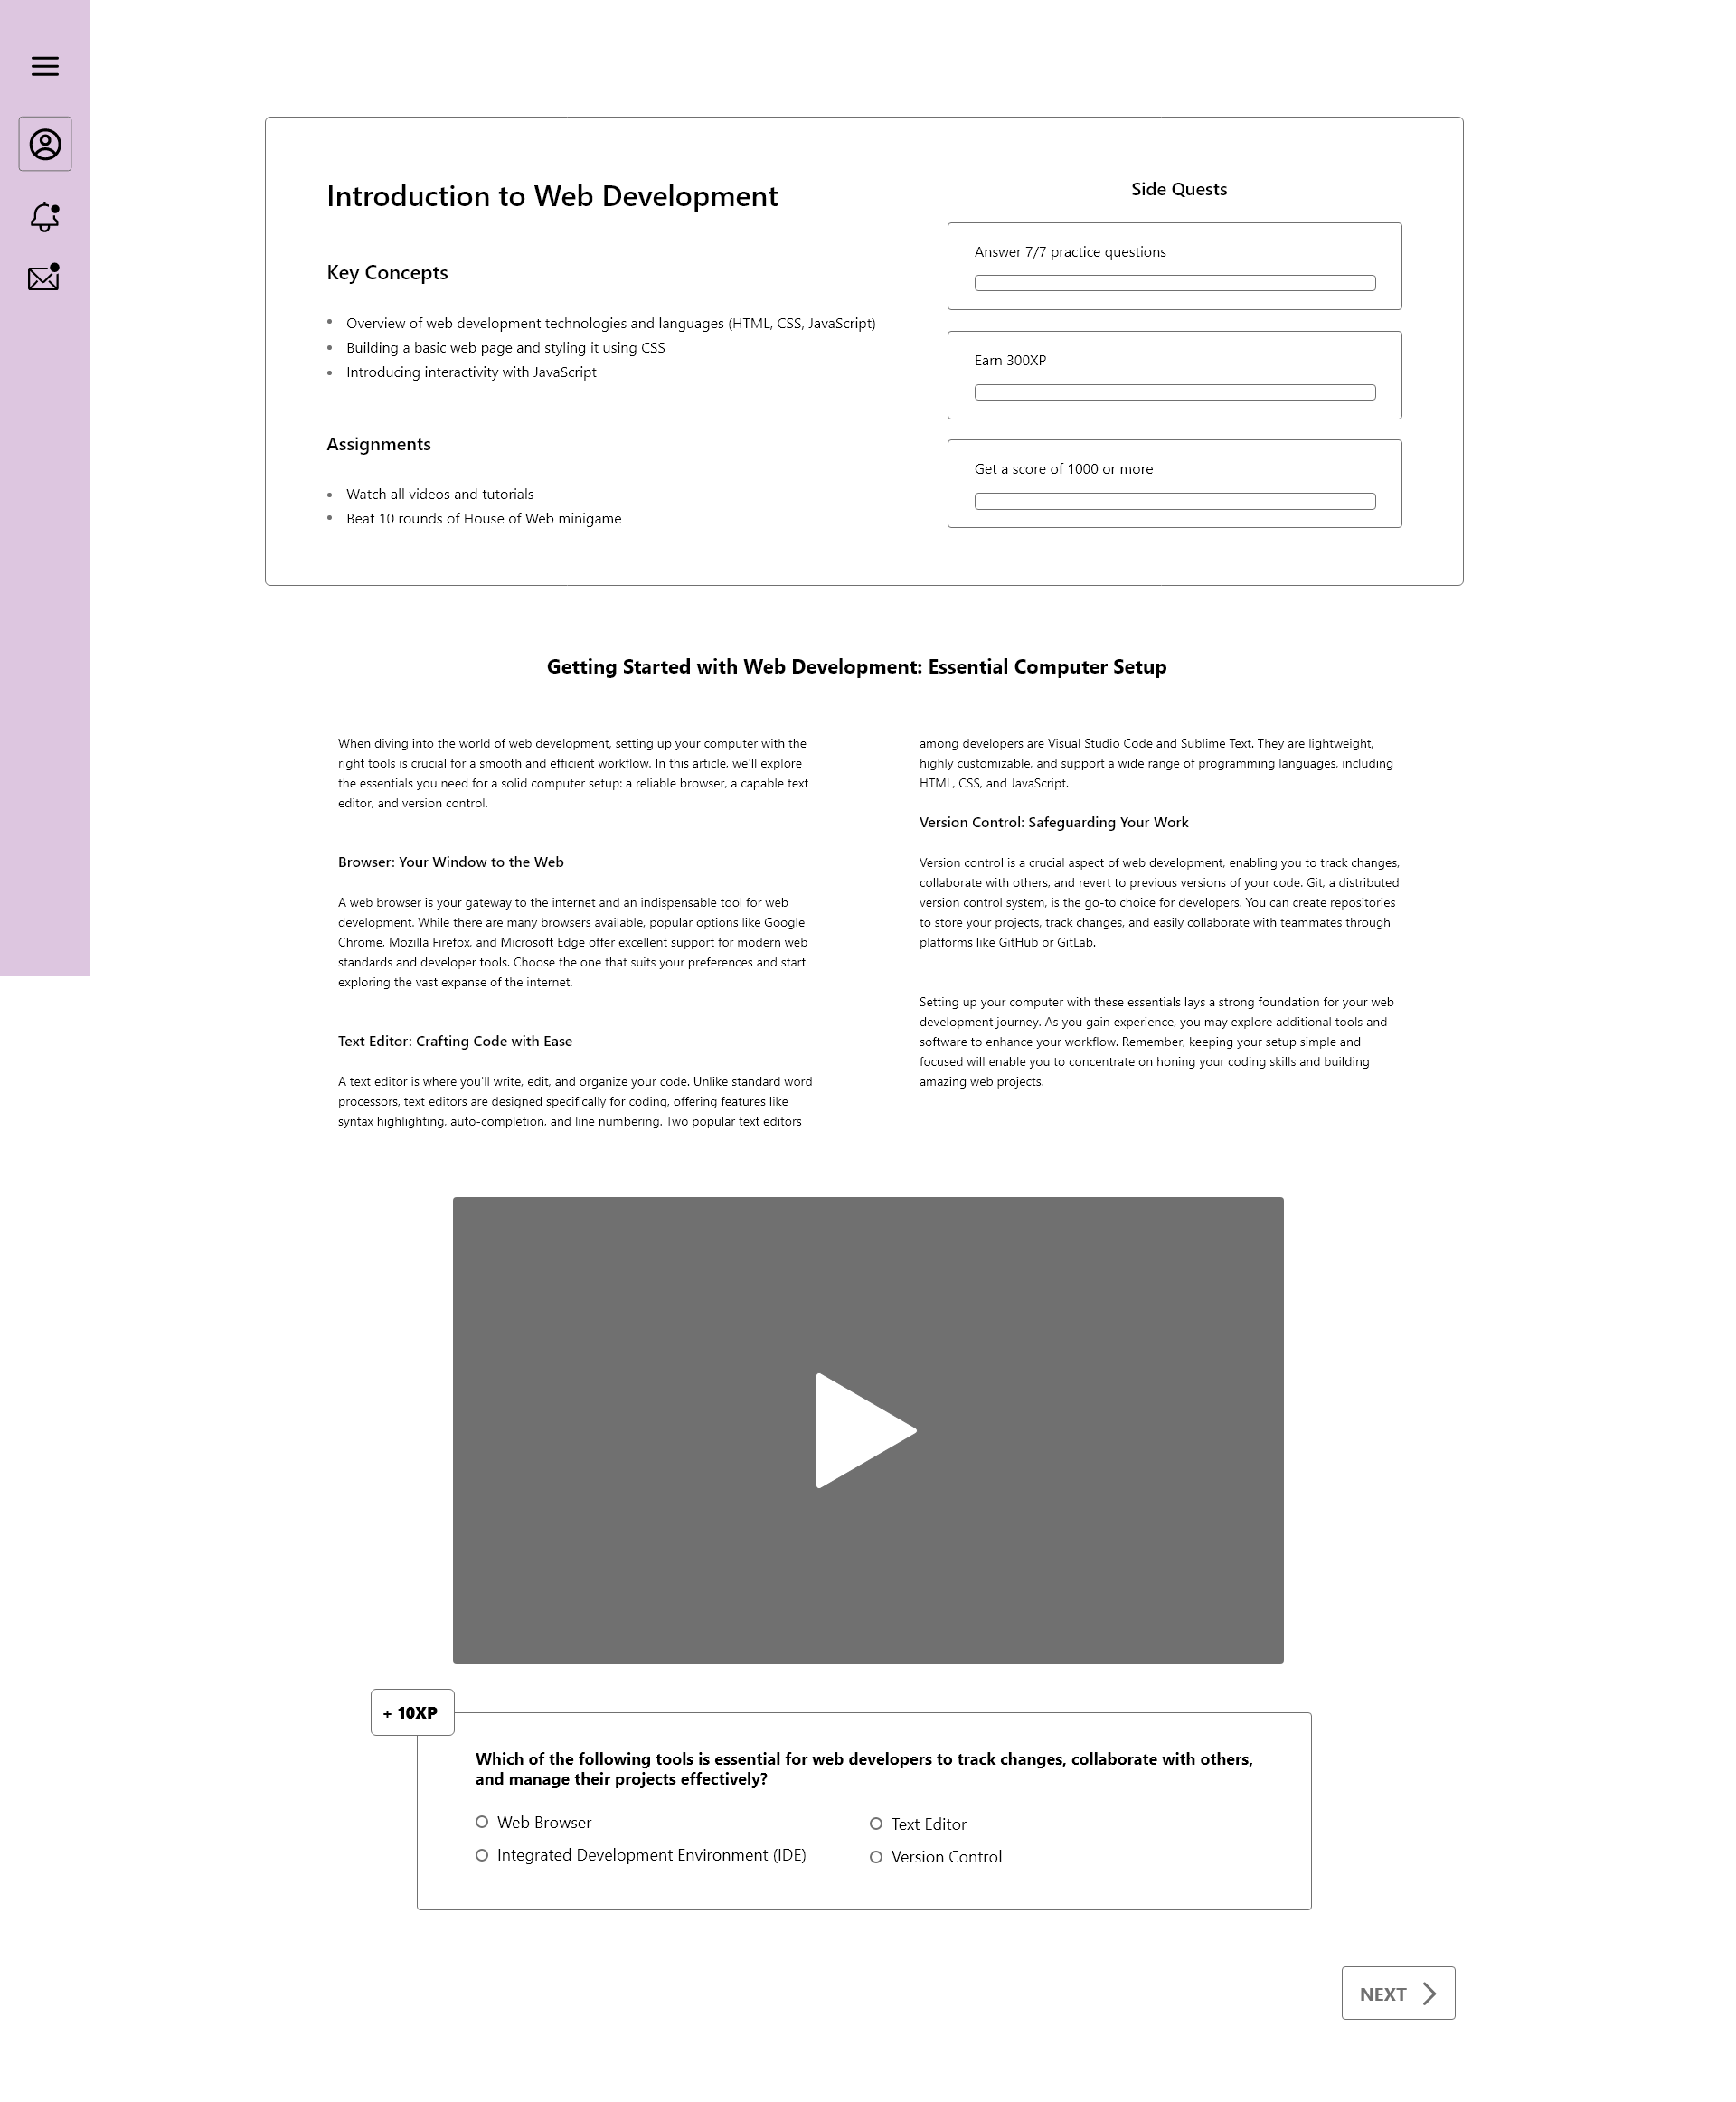 Introduction to Web Development
Key Concepts
Overview of web development technologies and languages (HTML, CSS, JavaScript)
Building a basic web page and styling it using CSS
Introducing interactivity with JavaScript
Assignments
Watch all videos and tutorials
Beat 10 rounds of House of Web minigame
Side Quests
Answer 7/7 practice questions
Earn 300XP
Get a score of 1000 or more
Getting Started with Web Development: Essential Computer Setup
When diving into the world of web development, setting up your computer with the
right tools is crucial for a smooth and efficient workflow. In this article, we'll explore
the essentials you need for a solid computer setup: a reliable browser, a capable text
editor, and version control.
Browser: Your Window to the Web
A web browser is your gateway to the internet and an indispensable tool for web
development. While there are many browsers available, popular options like Google
Chrome, Mozilla Firefox, and Microsoft Edge offer excellent support for modern web
standards and developer tools. Choose the one that suits your preferences and start
exploring the vast expanse of the internet.
Text Editor: Crafting Code with Ease
A text editor is where you'll write, edit, and organize your code. Unlike standard word
processors, text editors are designed specifically for coding, offering features like
syntax highlighting, auto-completion, and line numbering. Two popular text editors
among developers are Visual Studio Code and Sublime Text. They are lightweight,
highly customizable, and support a wide range of programming languages, including
HTML, CSS, and JavaScript.
Version Control: Safeguarding Your Work
Version control is a crucial aspect of web development, enabling you to track changes,
collaborate with others, and revert to previous versions of your code. Git, a distributed
version control system, is the go-to choice for developers. You can create repositories
to store your projects, track changes, and easily collaborate with teammates through
platforms like GitHub or GitLab.
Setting up your computer with these essentials lays a strong foundation for your web
development journey. As you gain experience, you may explore additional tools and
software to enhance your workflow. Remember, keeping your setup simple and
focused will enable you to concentrate on honing your coding skills and building
amazing web projects.
+ 10XP
Which of the following tools is essential for web developers to track changes, collaborate with others,
and manage their projects effectively?
Web Browser
Integrated Development Environment (IDE)
Text Editor
Version Control
NEXT